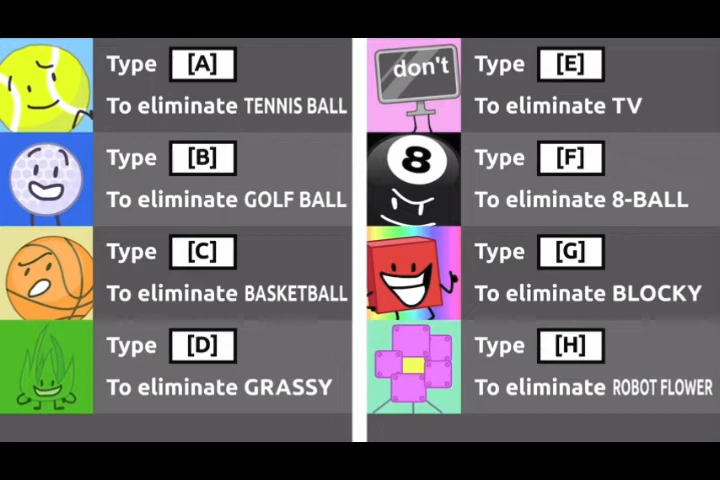 Type [A]
To eliminate TENNIS BALL
Type [B]
To eliminate GOLF BALL
Type [C]
To eliminate BASKETBALL
Type [D]
To eliminate GRASSY
don't
Type [E]
To eliminate TV
8
Type [F]
To eliminate 8-BALL
Type [G]
To eliminate BLOCKY
Type [H]
To eliminate ROBOT FLOWER